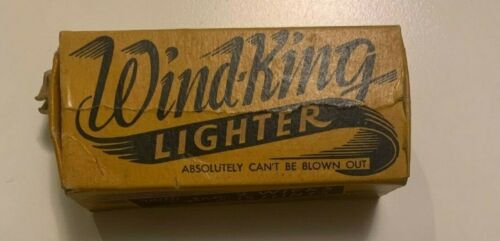 Wind-King
LIGHTER
ABSOLUTELY CAN'T BE BLOWN OUT